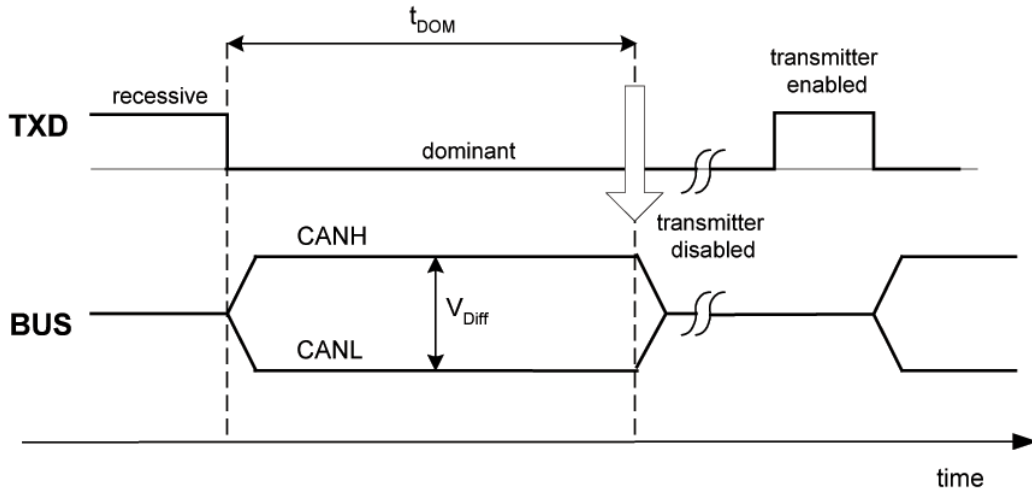 tDOM
transmitter
enabled
recessive
TXD
dominant
CANH
transmitter
disabled
BUS
VDiff
CANL
time